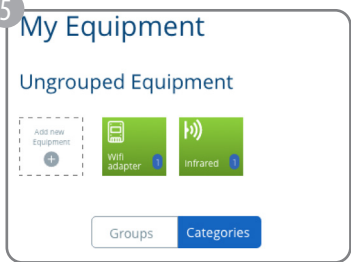 5
My Equipment
Ungrouped Equipment
Add new
Equipment
Wifi
adapter 1
Infrared 1
Groups
Categories